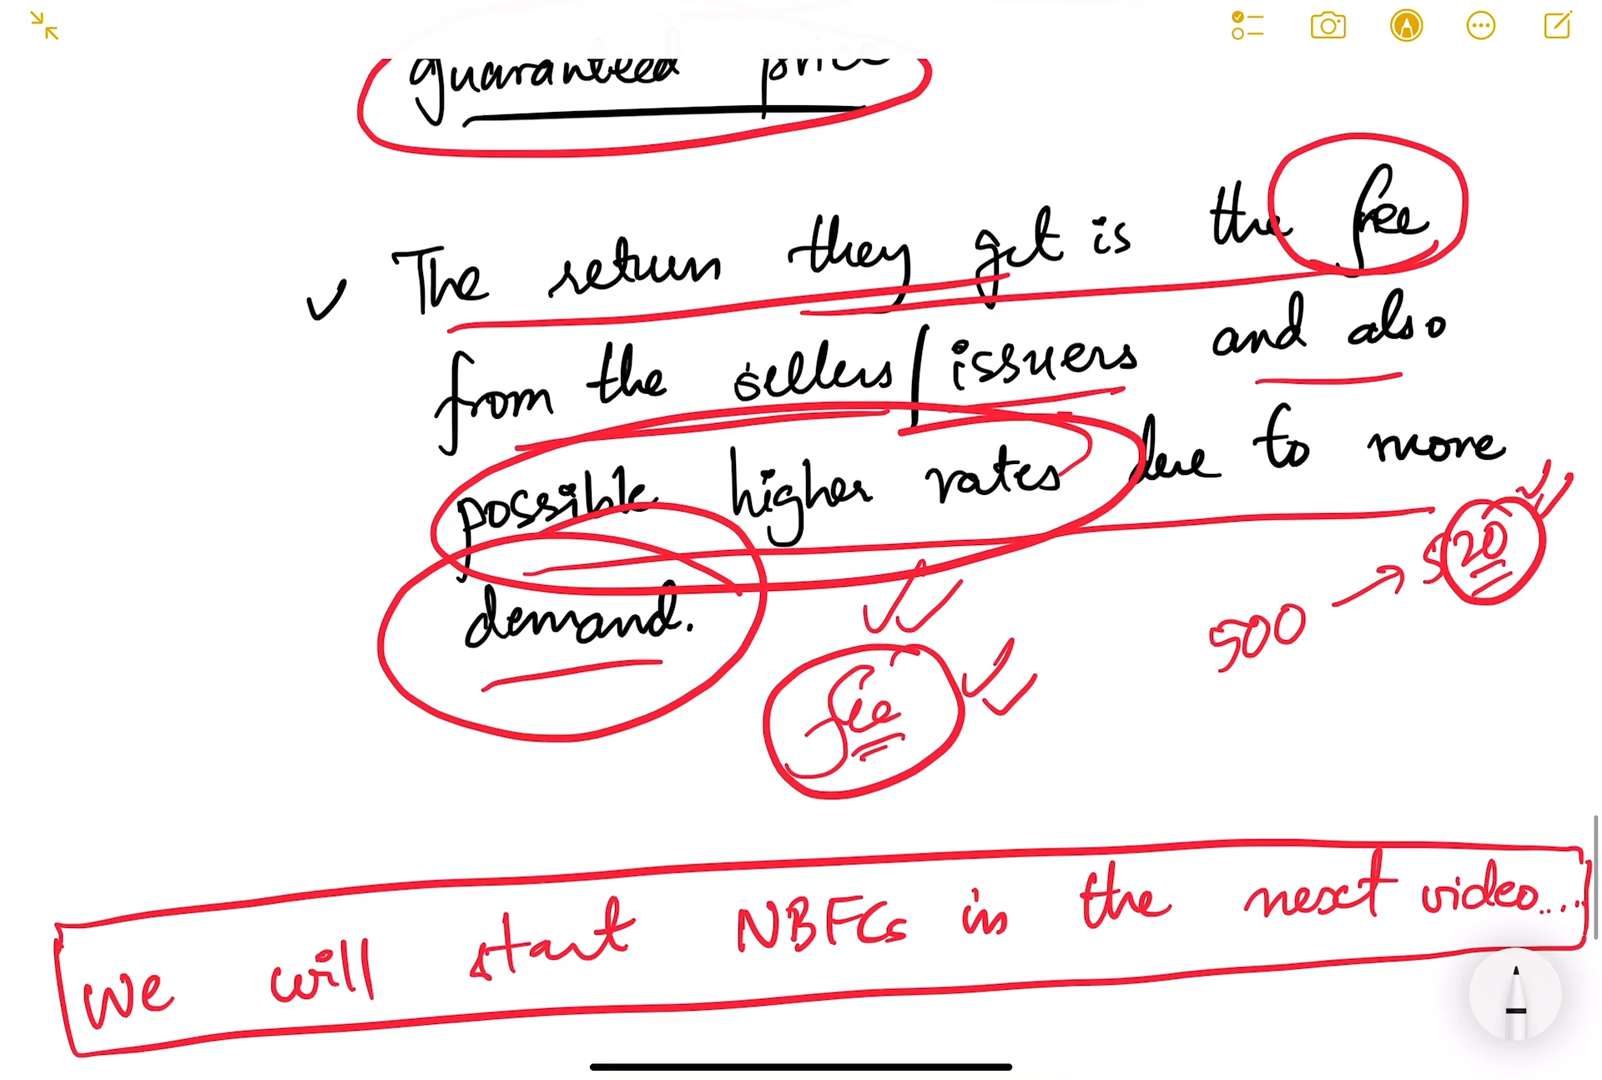 guaranteed price
✓ The return they get is the fee
from the sellers/issuers and also
possible higher rates due to more
demand.
500 → 520
fee
We will start NBFCs in the next video...